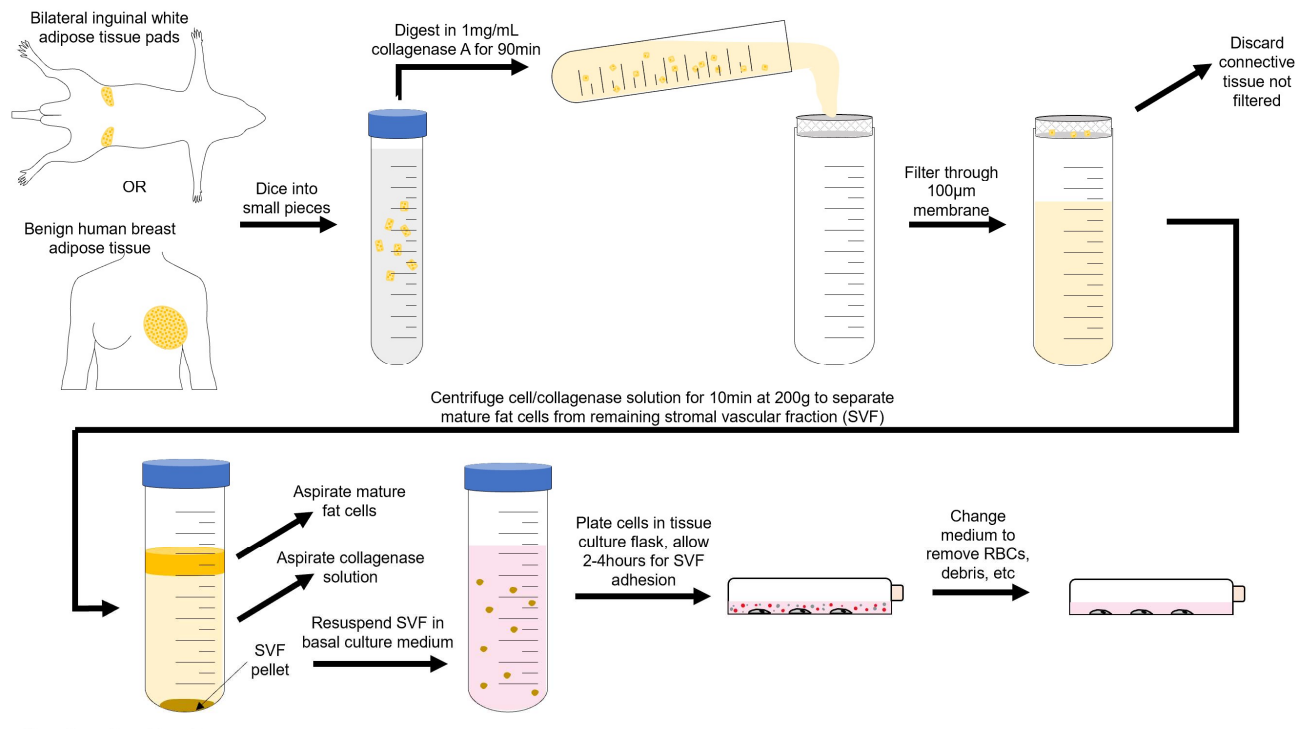 Bilateral inguinal white
adipose tissue pads
OR
Benign human breast
adipose tissue
Dice into
small pieces
Digest in 1mg/mL
collagenase A for 90min
Filter through
100µm
membrane
Discard
connective
tissue not
filtered
Centrifuge cell/collagenase solution for 10min at 200g to separate
mature fat cells from remaining stromal vascular fraction (SVF)
Aspirate mature
fat cells
Aspirate collagenase
solution
SVF
pellet
Resuspend SVF in
basal culture medium
Plate cells in tissue
culture flask, allow
2-4hours for SVF
adhesion
Change
medium to
remove RBCs,
debris, etc